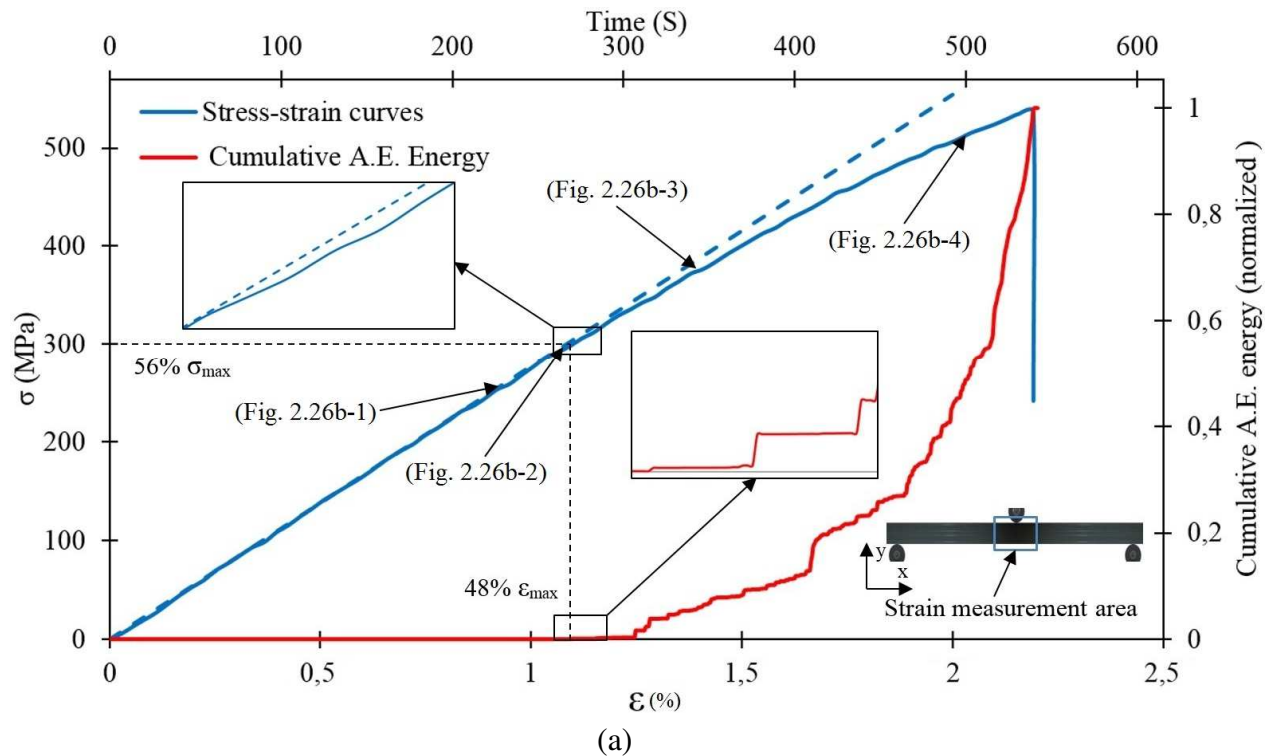 Time (S)
0 100 200 300 400 500 600
Stress-strain curves
Cumulative A.E. Energy
500
400
300
200
100
0
σ (MPa)
1
0,8
0,6
0,4
0,2
0
Cumulative A.E. energy (normalized )
(Fig. 2.26b-3)
(Fig. 2.26b-4)
56% σmax
(Fig. 2.26b-1)
(Fig. 2.26b-2)
48% εmax
y
x
Strain measurement area
0 0,5 1 1,5 2 2,5
ε (%)
(a)